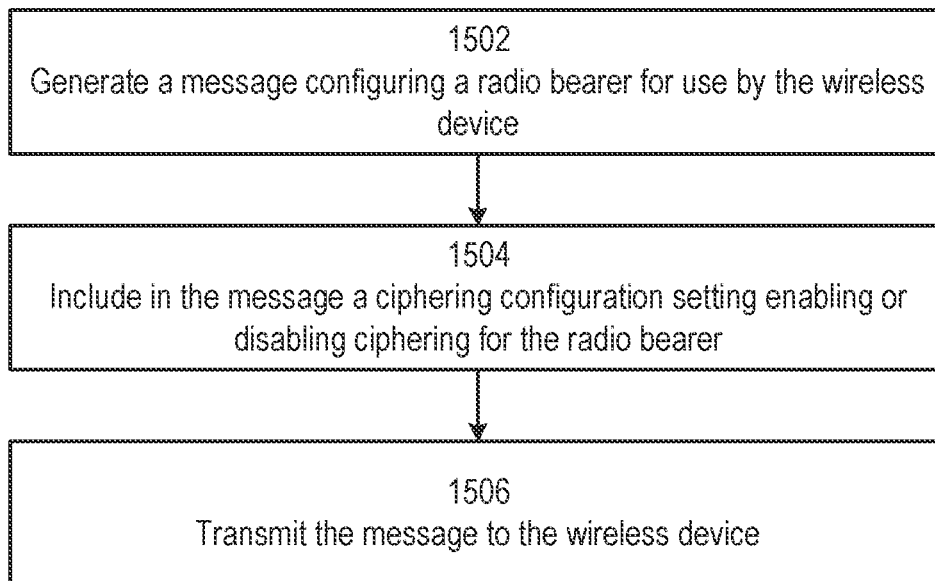 1502
Generate a message configuring a radio bearer for use by the wireless
device
1504
Include in the message a ciphering configuration setting enabling or
disabling ciphering for the radio bearer
1506
Transmit the message to the wireless device